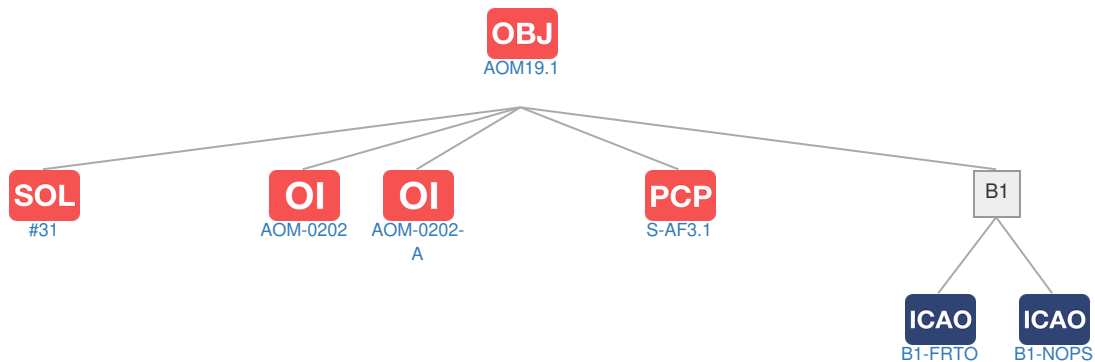 OBJ
AOM19.1
SOL
#31
OI
AOM-0202
OI
AOM-0202-
A
PCP
S-AF3.1
B1
ICAO
B1-FRTO
ICAO
B1-NOPS